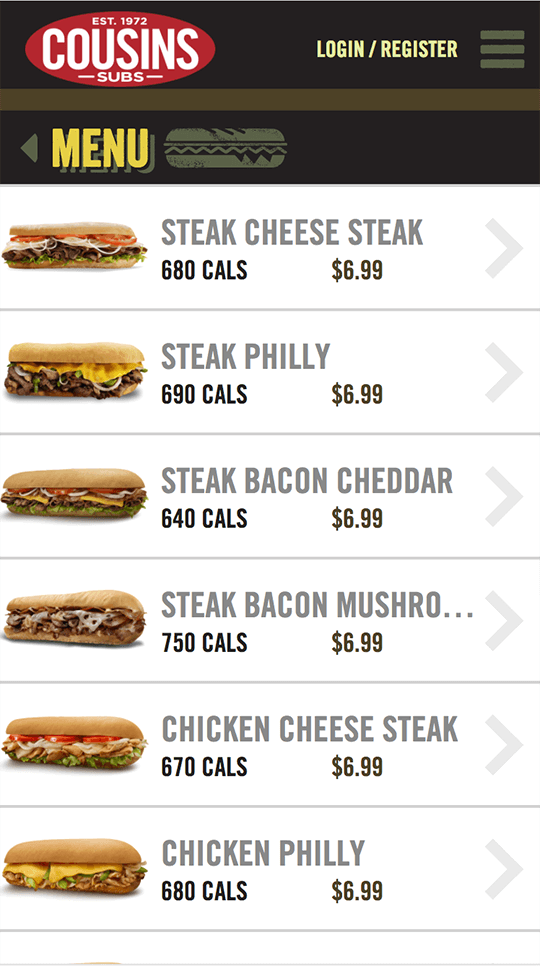 EST. 1972
COUSINS
SUBS
LOGIN / REGISTER
MENU
STEAK CHEESE STEAK
680 CALS $6.99
STEAK PHILLY
690 CALS $6.99
STEAK BACON CHEDDAR
640 CALS $6.99
STEAK BACON MUSHRO...
750 CALS $6.99
CHICKEN CHEESE STEAK
670 CALS $6.99
CHICKEN PHILLY
680 CALS $6.99